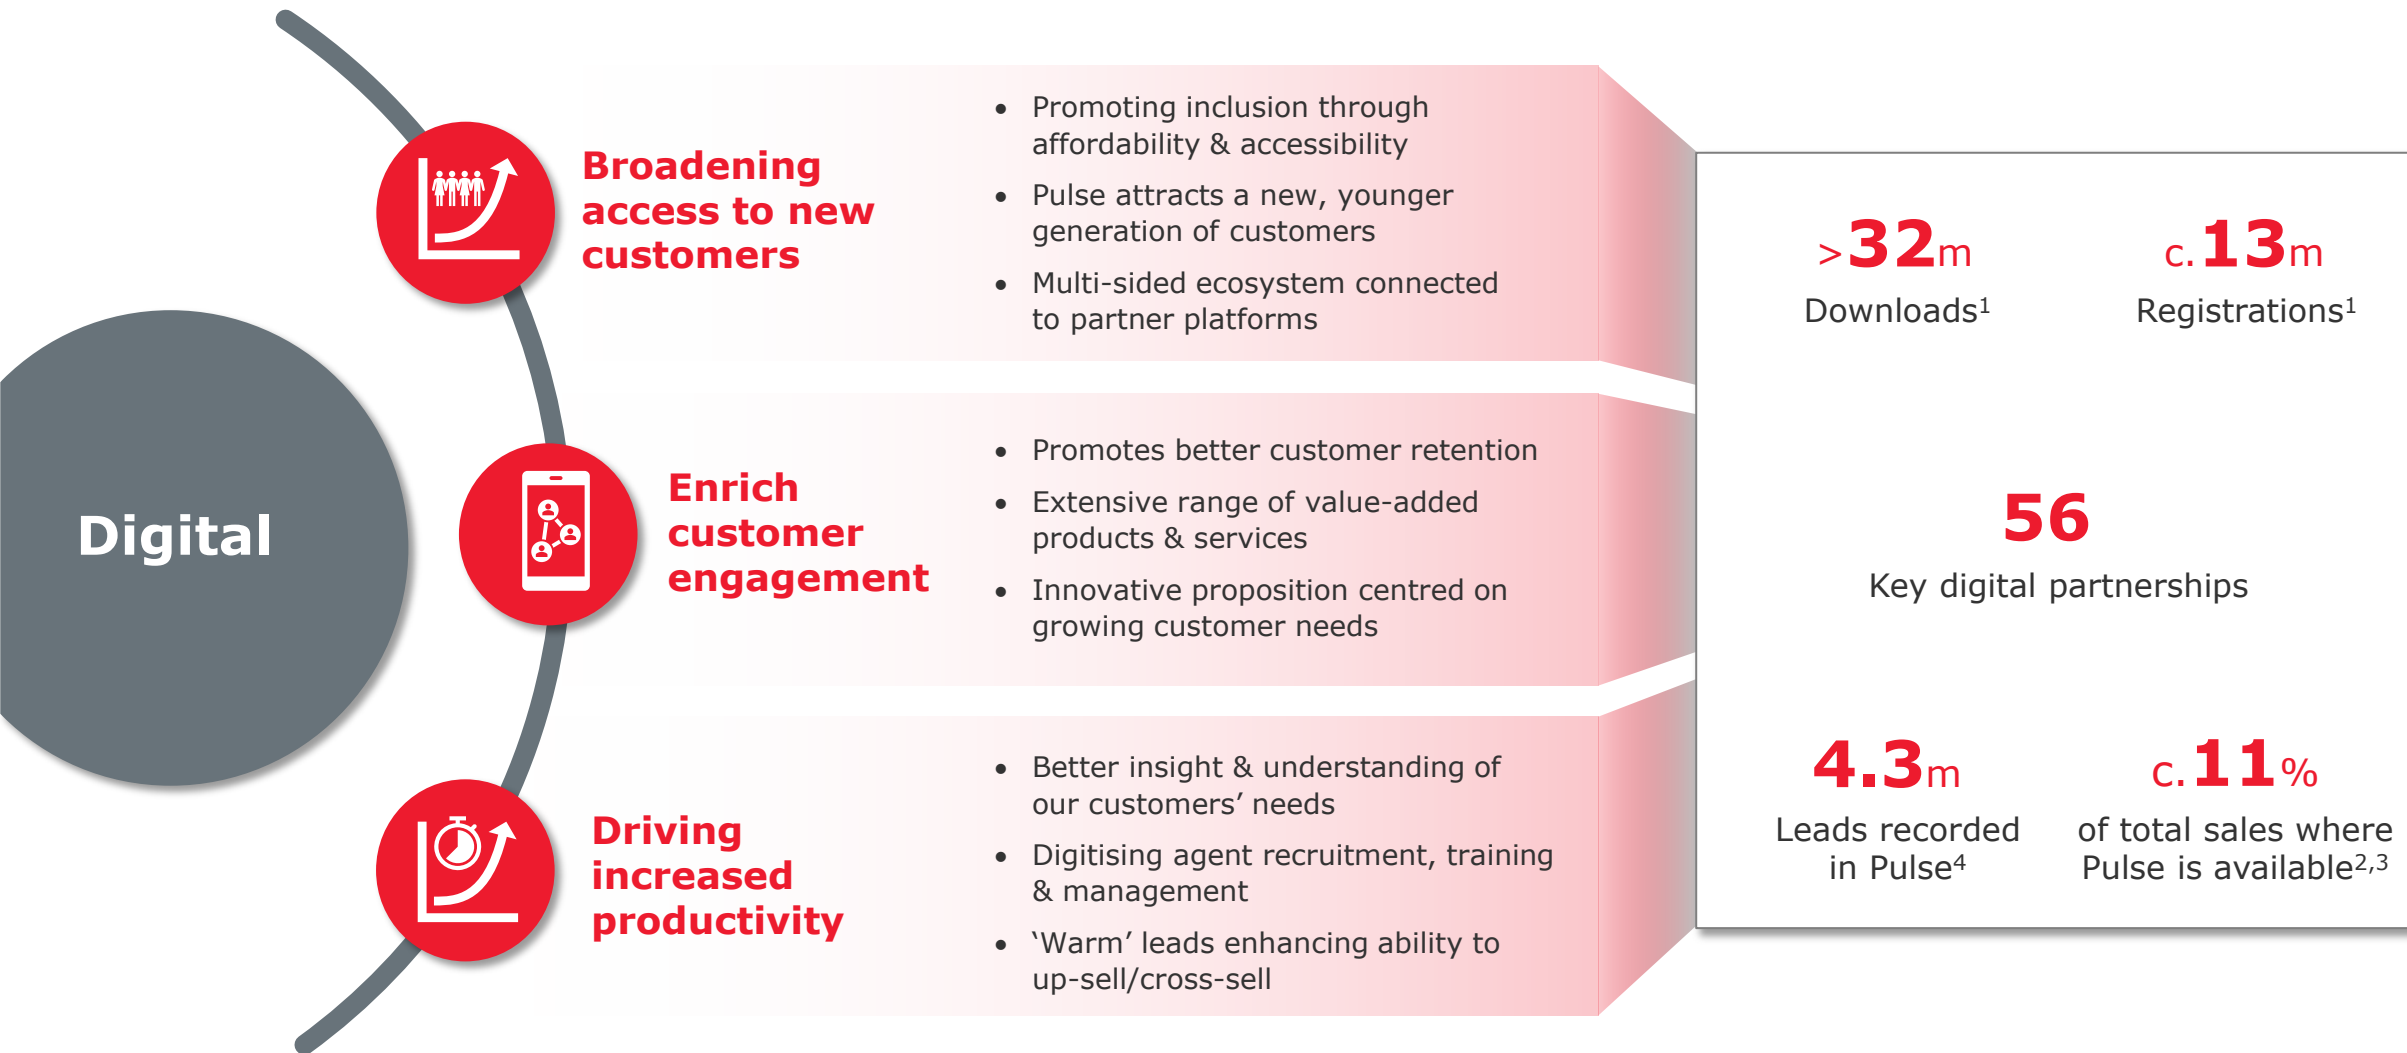 Digital
Broadening
access to new
customers
• Promoting inclusion through
affordability & accessibility
• Pulse attracts a new, younger
generation of customers
• Multi-sided ecosystem connected
to partner platforms
Enrich
customer
engagement
• Promotes better customer retention
• Extensive range of value-added
products & services
• Innovative proposition centred on
growing customer needs
Driving
increased
productivity
• Better insight & understanding of
our customers’ needs
• Digitising agent recruitment, training
& management
• ‘Warm’ leads enhancing ability to
up-sell/cross-sell
>32m
Downloads¹
c.13m
Registrations¹
56
Key digital partnerships
4.3m
Leads recorded
in Pulse⁴
c.11%
of total sales where
Pulse is available²,³